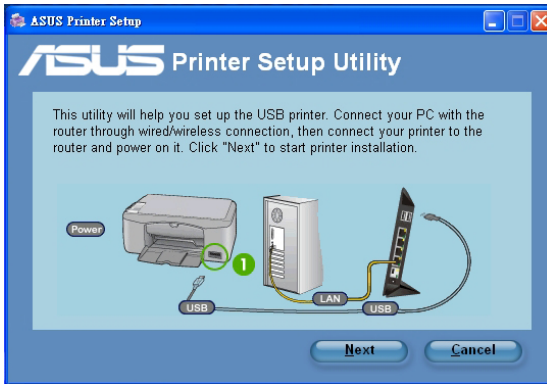 ASUS Printer Setup
ASUS Printer Setup Utility
This utility will help you set up the USB printer. Connect your PC with the
router through wired/wireless connection, then connect your printer to the
router and power on it. Click "Next" to start printer installation.
Power
1
USB
LAN
USB
Next
Cancel